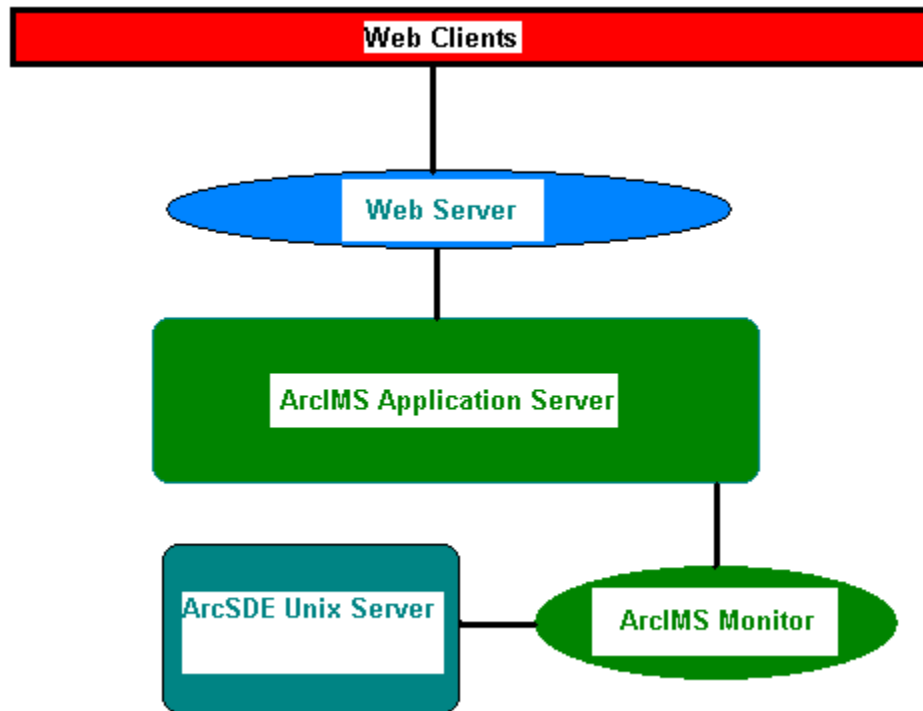 Web Clients
Web Server
ArcIMS Application Server
ArcSDE Unix Server
ArcIMS Monitor